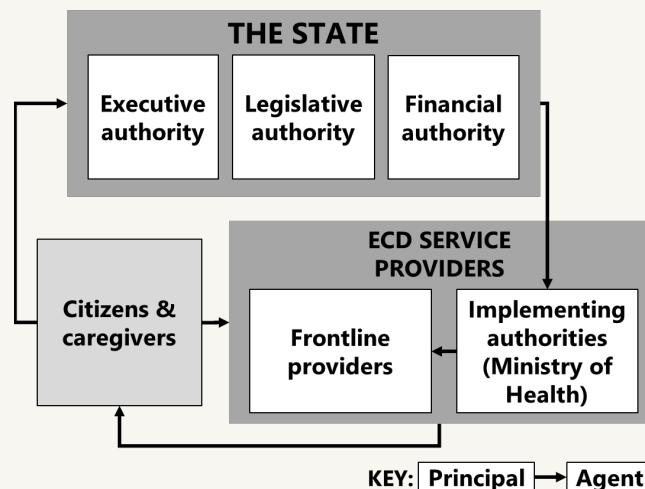 THE STATE
Executive
authority
Legislative
authority
Financial
authority
ECD SERVICE
PROVIDERS
Citizens &
caregivers
Frontline
providers
Implementing
authorities
(Ministry of
Health)
KEY: Principal Agent